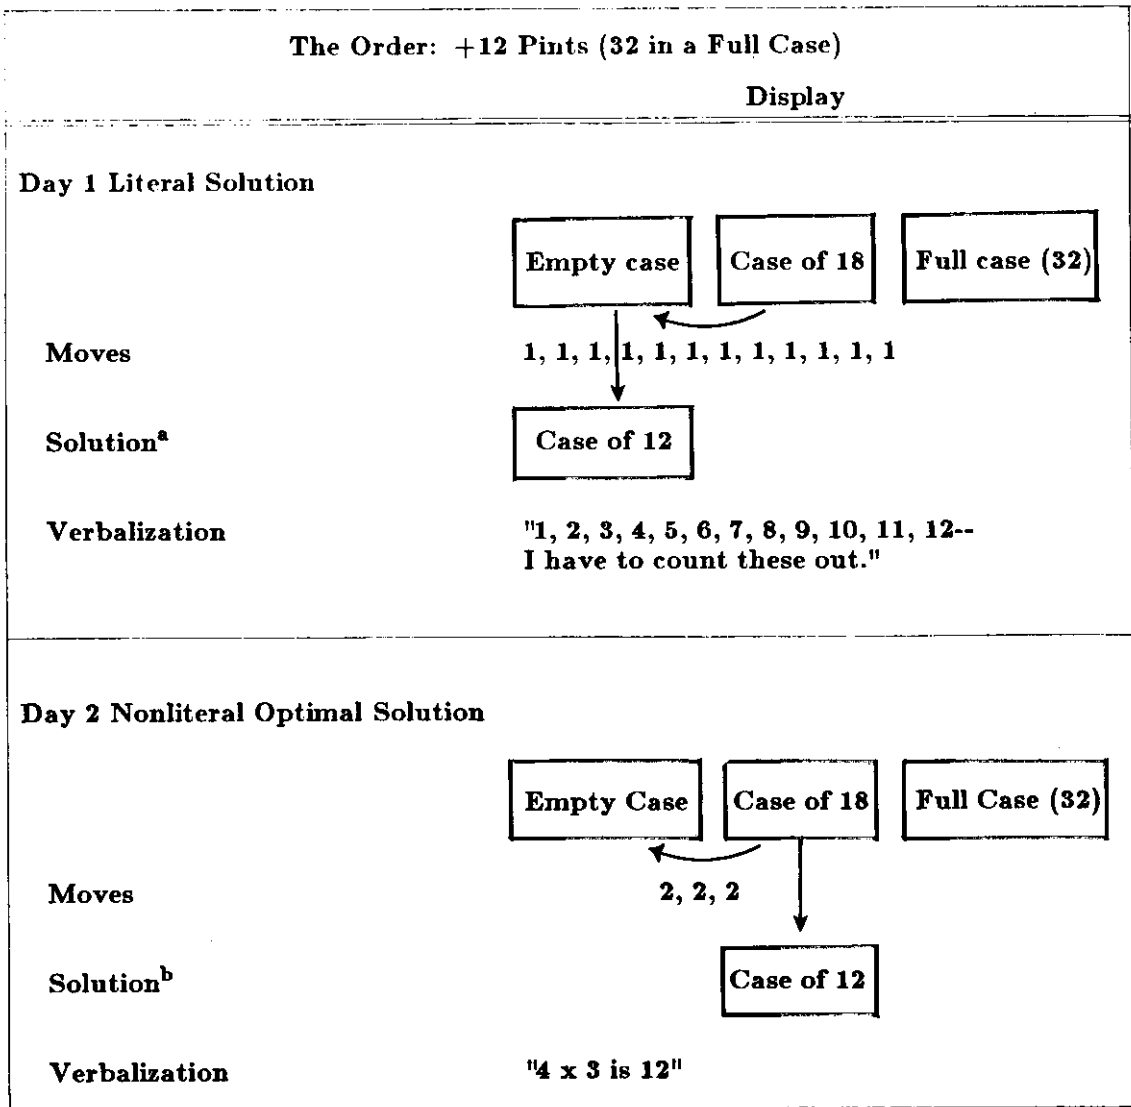 The Order: +12 Pints (32 in a Full Case)
Display
Day 1 Literal Solution
Empty case Case of 18 Full case (32)
Moves 1, 1, 1, 1, 1, 1, 1, 1, 1, 1, 1, 1
Solutionᵃ Case of 12
Verbalization "1, 2, 3, 4, 5, 6, 7, 8, 9, 10, 11, 12--
I have to count these out."
Day 2 Nonliteral Optimal Solution
Empty Case Case of 18 Full Case (32)
Moves 2, 2, 2
Solutionᵇ Case of 12
Verbalization "4 x 3 is 12"